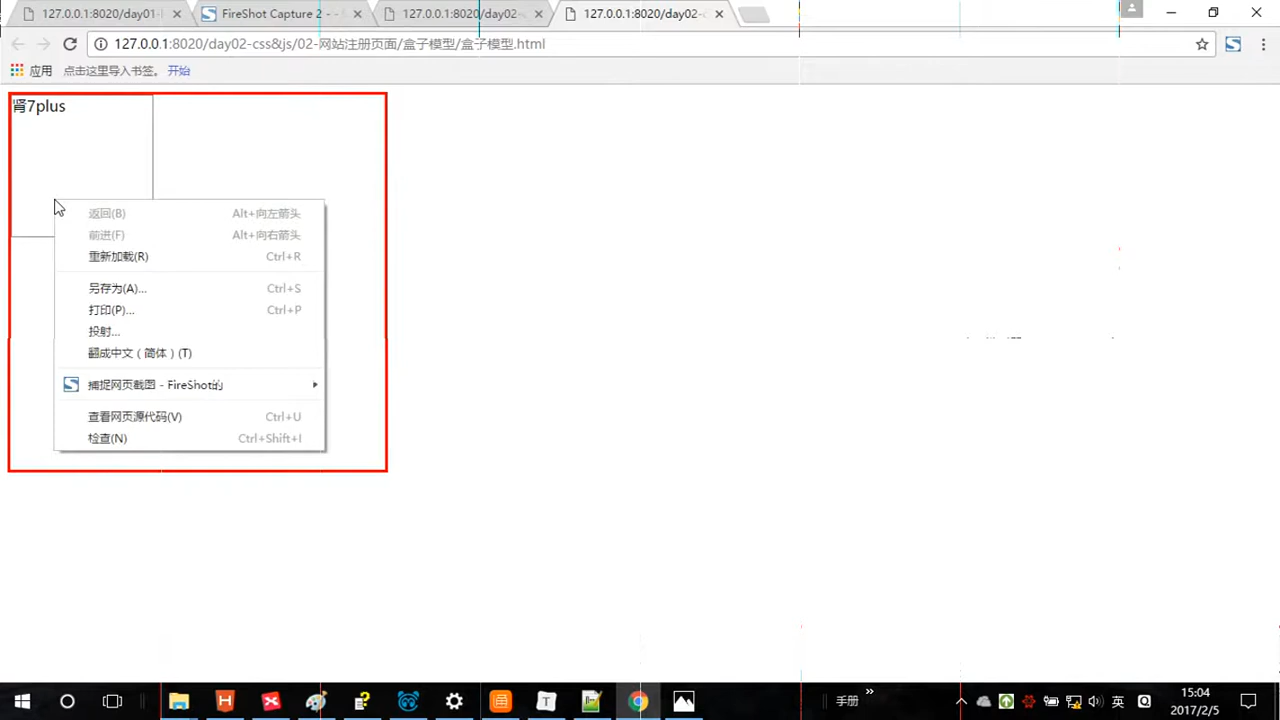 127.0.0.1:8020/day01-l
FireShot Capture 2 - - f
127.0.0.1:8020/day02-c
127.0.0.1:8020/day02-c
127.0.0.1:8020/day02-css&js/02-网站注册页面/盒子模型/盒子模型.html
应用 点击这里导入书签。 开始
肾7plus
返回(B) Alt+向左箭头
前进(F) Alt+向右箭头
重新加载(R) Ctrl+R
另存为(A)... Ctrl+S
打印(P)... Ctrl+P
投射...
翻成中文（简体）(T)
捕捉网页截图 - FireShot的
查看网页源代码(V) Ctrl+U
检查(N) Ctrl+Shift+I
手册 »
英
15:04
2017/2/5